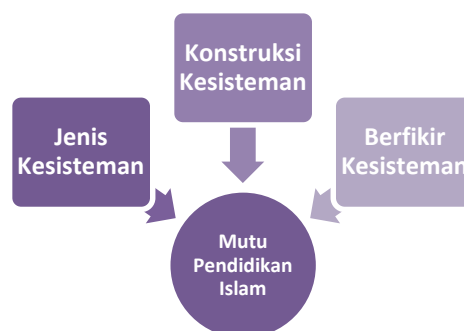 Konstruksi
Kesisteman
Jenis
Kesisteman
Berfikir
Kesisteman
Mutu
Pendidikan
Islam